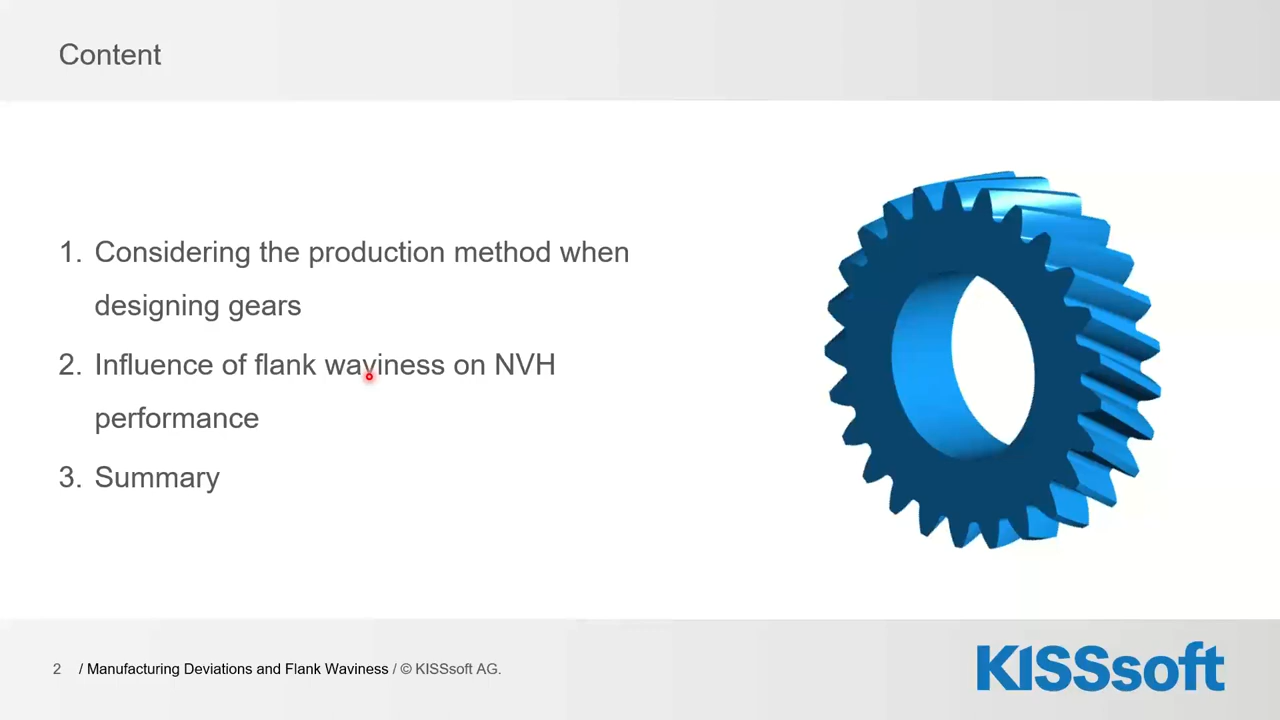 Content
1. Considering the production method when
designing gears
2. Influence of flank waviness on NVH
performance
3. Summary
2 / Manufacturing Deviations and Flank Waviness / © KISSsoft AG.
KISSsoft